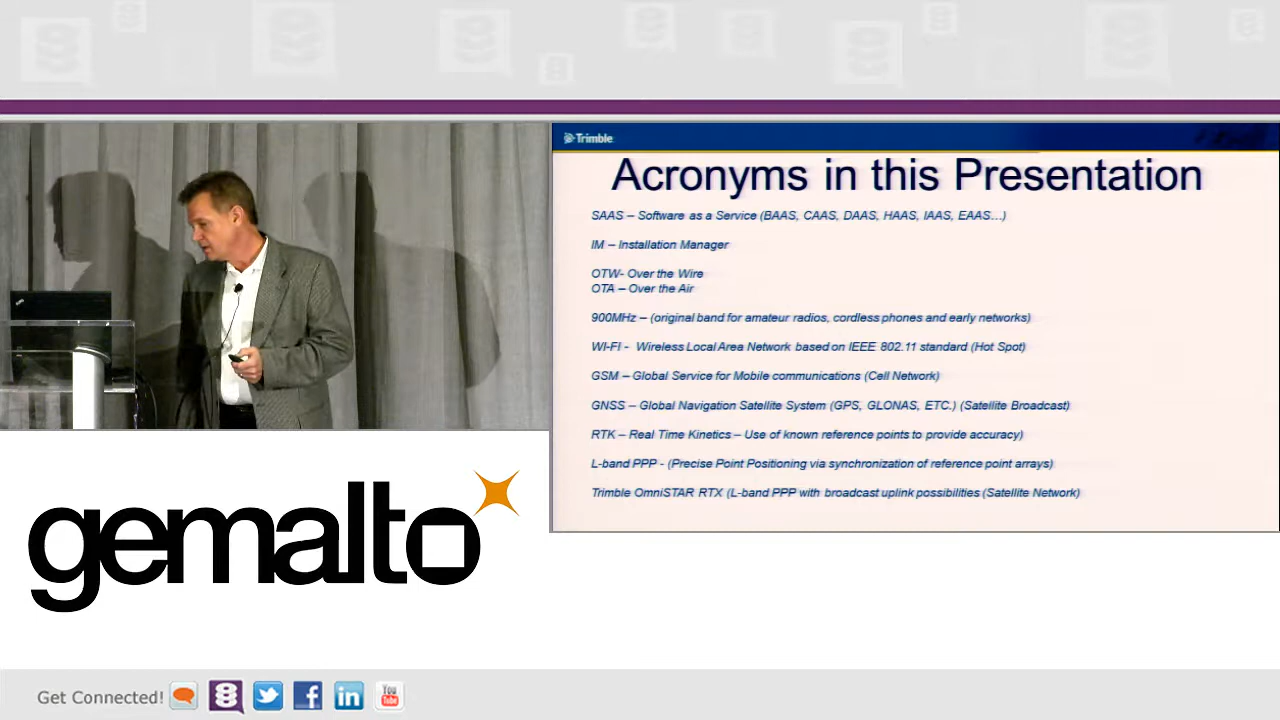 Trimble
Acronyms in this Presentation
SAAS – Software as a Service (BAAS, CAAS, DAAS, HAAS, IAAS, EAAS...)
IM – Installation Manager
OTW- Over the Wire
OTA – Over the Air
900MHz – (original band for amateur radios, cordless phones and early networks)
WI-FI - Wireless Local Area Network based on IEEE 802.11 standard (Hot Spot)
GSM – Global Service for Mobile communications (Cell Network)
GNSS – Global Navigation Satellite System (GPS, GLONAS, ETC.) (Satellite Broadcast)
RTK – Real Time Kinetics – Use of known reference points to provide accuracy)
L-band PPP - (Precise Point Positioning via synchronization of reference point arrays)
Trimble OmniSTAR RTX (L-band PPP with broadcast uplink possibilities (Satellite Network)
gemalto
Get Connected!
in
You
Tube